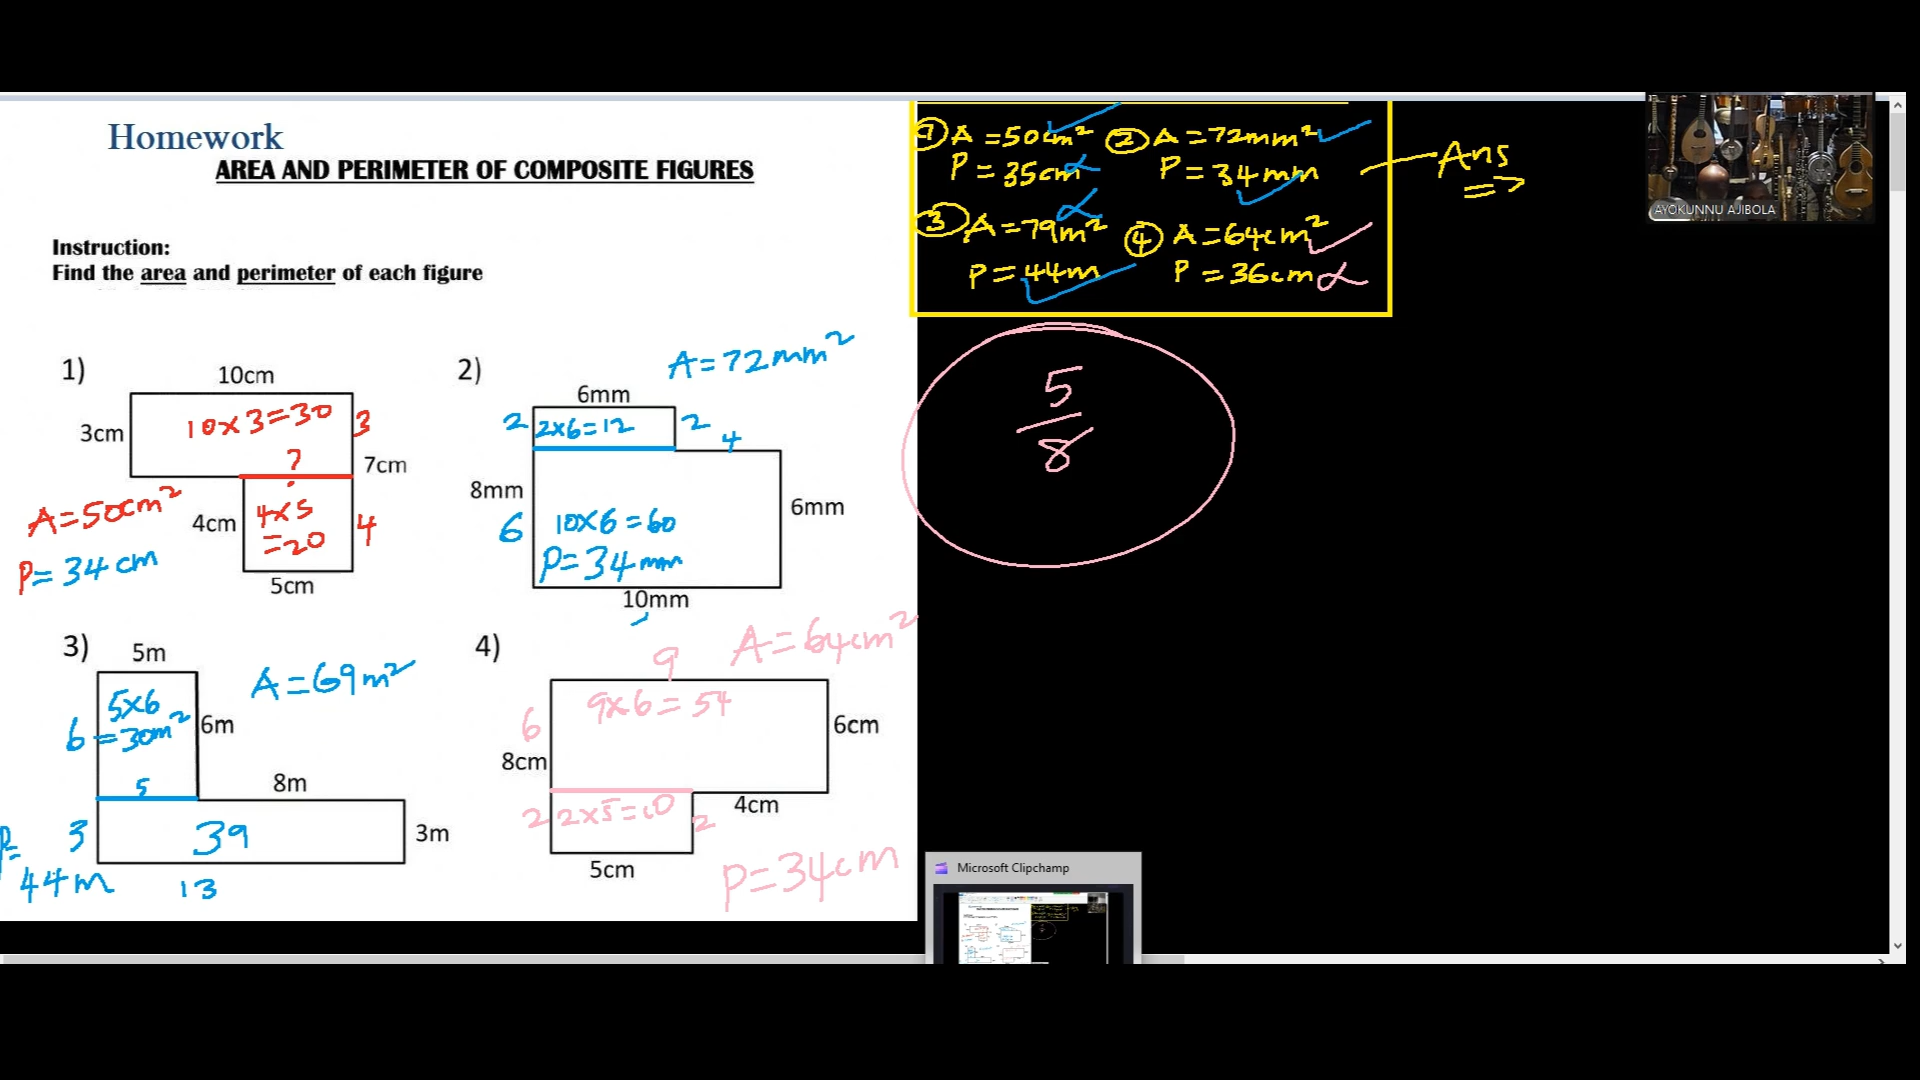 Homework
AREA AND PERIMETER OF COMPOSITE FIGURES
Instruction:
Find the area and perimeter of each figure
① A = 50cm² ② A = 72mm²
P = 35cm P = 34mm
③ A = 79m² ④ A = 64cm²
P = 44m P = 36cm
Ans
=>
AYOKUNNU AJIBOLA
5
8
1)
10cm
3cm
10x3=30
3
?
7cm
4cm
4x5
=20
4
5cm
A=50cm²
P=34cm
2)
A=72mm²
6mm
2
2x6=12
2
4
8mm
6
10x6=60
P=34mm
6mm
10mm
3)
5m
A=69m²
5x6
6
=30m²
6m
5
8m
3
39
3m
P=
44m
13
4)
9
A=64cm²
9x6=54
6
6cm
8cm
2
2x5=10
2
4cm
5cm
P=34cm
Microsoft Clipchamp